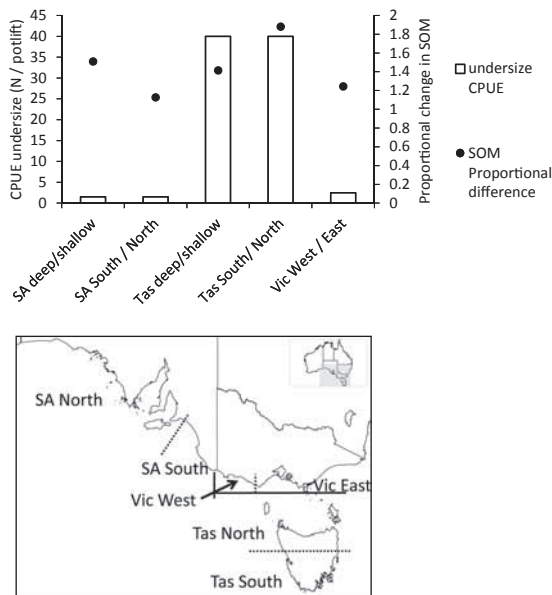 CPUE undersize (N / potlift)
45
40
35
30
25
20
15
10
5
0
2
1.8
1.6
1.4
1.2
1
0.8
0.6
0.4
0.2
0
Proportional change in SOM
undersize
CPUE
SOM
Proportional
difference
SA deep/shallow
SA South / North
Tas deep/shallow
Tas South/North
Vic West / East
SA North
SA South
Vic West
Vic East
Tas North
Tas South